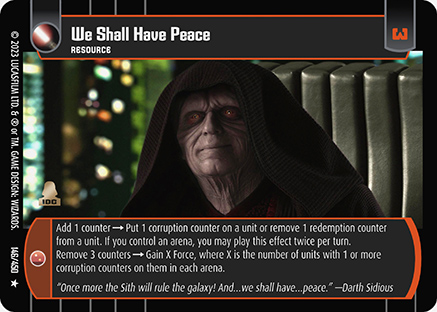 We Shall Have Peace
RESOURCE
© 2023 LUCASFILM LTD. & ® or TM. GAME DESIGN: WIZARDS.
146/450
IDC
Add 1 counter → Put 1 corruption counter on a unit or remove 1 redemption counter
from a unit. If you control an arena, you may play this effect twice per turn.
Remove 3 counters → Gain X Force, where X is the number of units with 1 or more
corruption counters on them in each arena.
“Once more the Sith will rule the galaxy! And...we shall have...peace.” —Darth Sidious